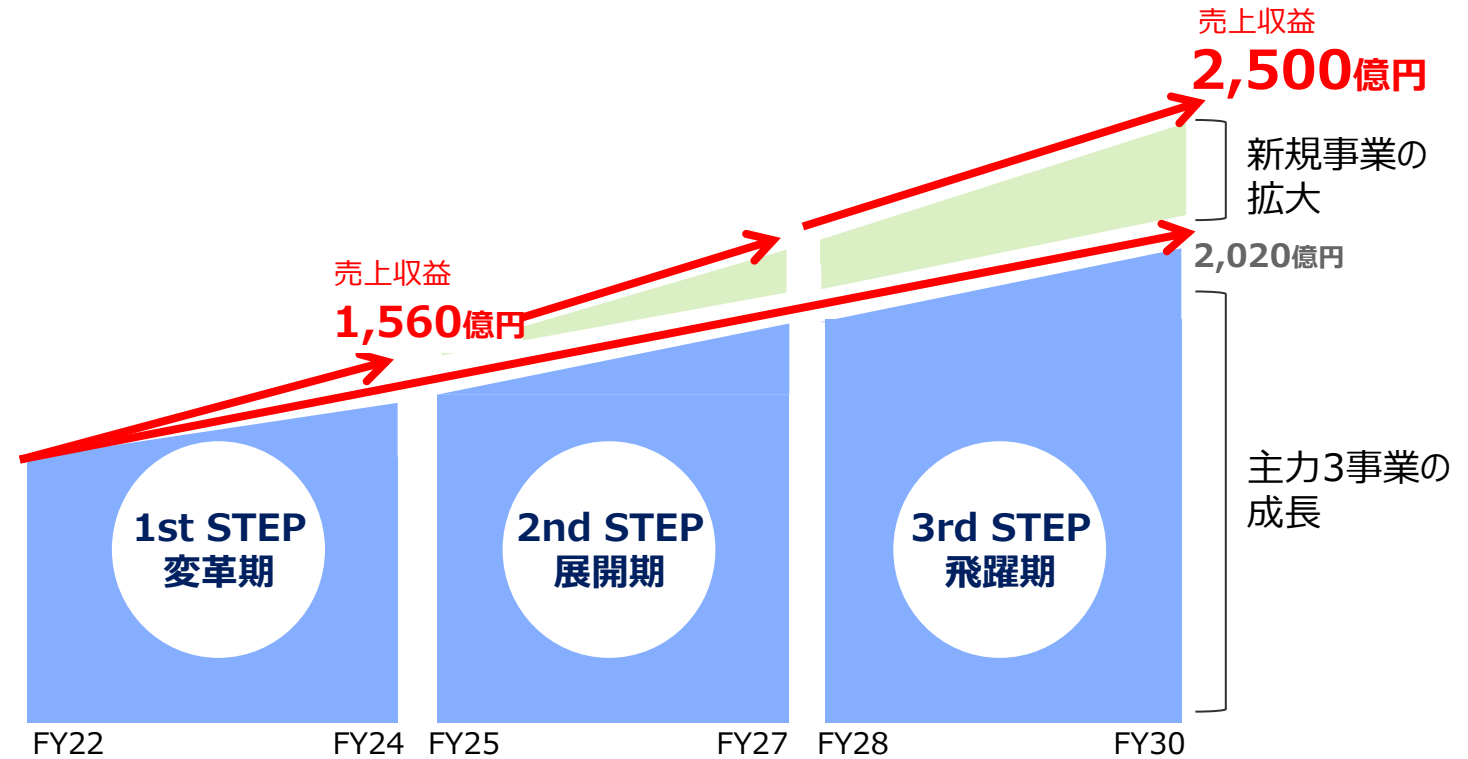 売上収益
2,500億円
新規事業の
拡大
2,020億円
売上収益
1,560億円
主力3事業の
成長
1st STEP
変革期
2nd STEP
展開期
3rd STEP
飛躍期
FY22
FY24
FY25
FY27
FY28
FY30